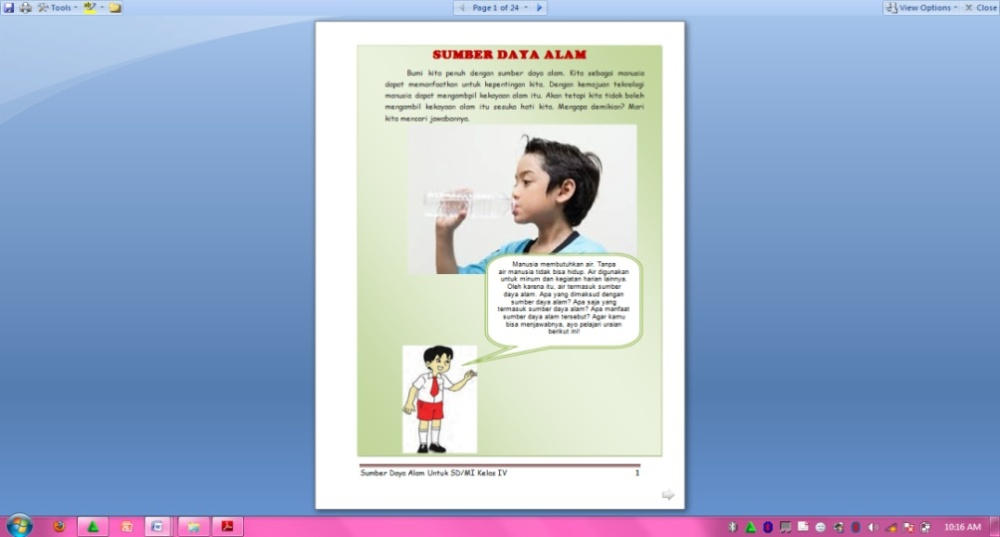 Tools
Page 1 of 24
View Options
Close
SUMBER DAYA ALAM
Bumi kita penuh dengan sumber daya alam. Kita sebagai manusia
dapat memanfaatkan untuk kepentingan kita. Dengan kemajuan teknologi
manusia dapat mengambpil kekayaan alam itu. Akan tetapi kita tidak boleh
mengambil kekayaan alam itu sesuka hati kita. Mengapa demikian? Mari
kita mencari jawabannya.
Manusia membutuhkan air. Tanpa
air manusia tidak bisa hidup. Air digunakan
untuk minum dan kegiatan harian lainnya.
Oleh karena itu, air termasuk sumber
daya alam. Apa yang dimaksud dengan
sumber daya alam? Apa saja yang
termasuk sumber daya alam? Apa manfaat
sumber daya alam tersebut? Agar kamu
bisa menjawabnya, ayo pelajari uraian
berikut ini!
Sumber Daya Alam Untuk SD/MI Kelas IV 1
10:16 AM